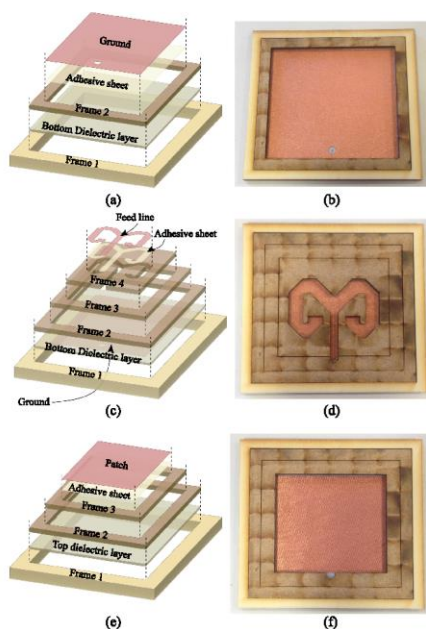 Ground
Adhesive sheet
Frame 2
Bottom Dielectric layer
Frame 1
(a)
(b)
Feed line
Adhesive sheet
Frame 4
Frame 3
Frame 2
Bottom Dielectric layer
Frame 1
Ground
(c)
(d)
Patch
Adhesive sheet
Frame 3
Frame 2
Top dielectric layer
Frame 1
(e)
(f)